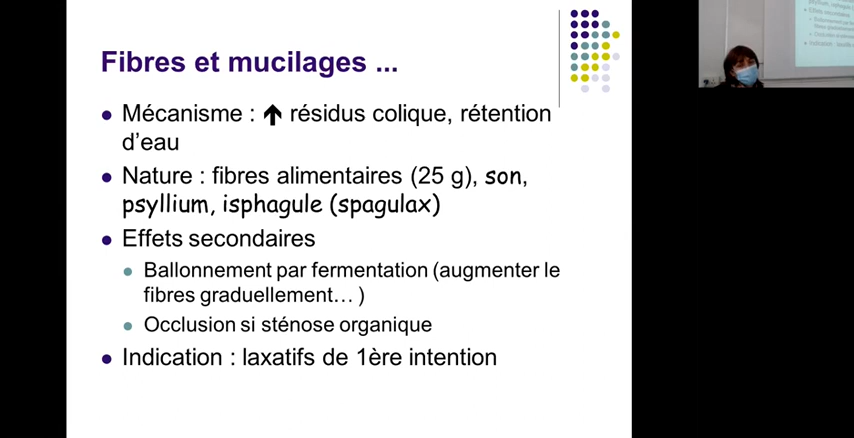 Fibres et mucilages ...
Mécanisme : ↑ résidus colique, rétention
d'eau
Nature : fibres alimentaires (25 g), son,
psyllium, isphagule (spagulax)
Effets secondaires
Ballonnement par fermentation (augmenter le
fibres graduellement… )
Occlusion si sténose organique
Indication : laxatifs de 1ère intention